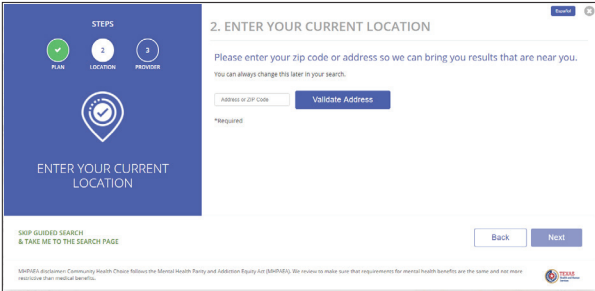 STEPS
2
3
PLAN
LOCATION
PROVIDER
ENTER YOUR CURRENT
LOCATION
SKIP GUIDED SEARCH
& TAKE ME TO THE SEARCH PAGE
Español
2. ENTER YOUR CURRENT LOCATION
Please enter your zip code or address so we can bring you results that are near you.
You can always change this later in your search.
Address or ZIP Code
Validate Address
*Required
Back
Next
MHPAEA disclaimer: Community Health Choice follows the Mental Health Parity and Addiction Equity Act (MHPAEA). We review to make sure that requirements for mental health benefits are the same and not more
restrictive than medical benefits.
TEXAS
Health and Human
Services